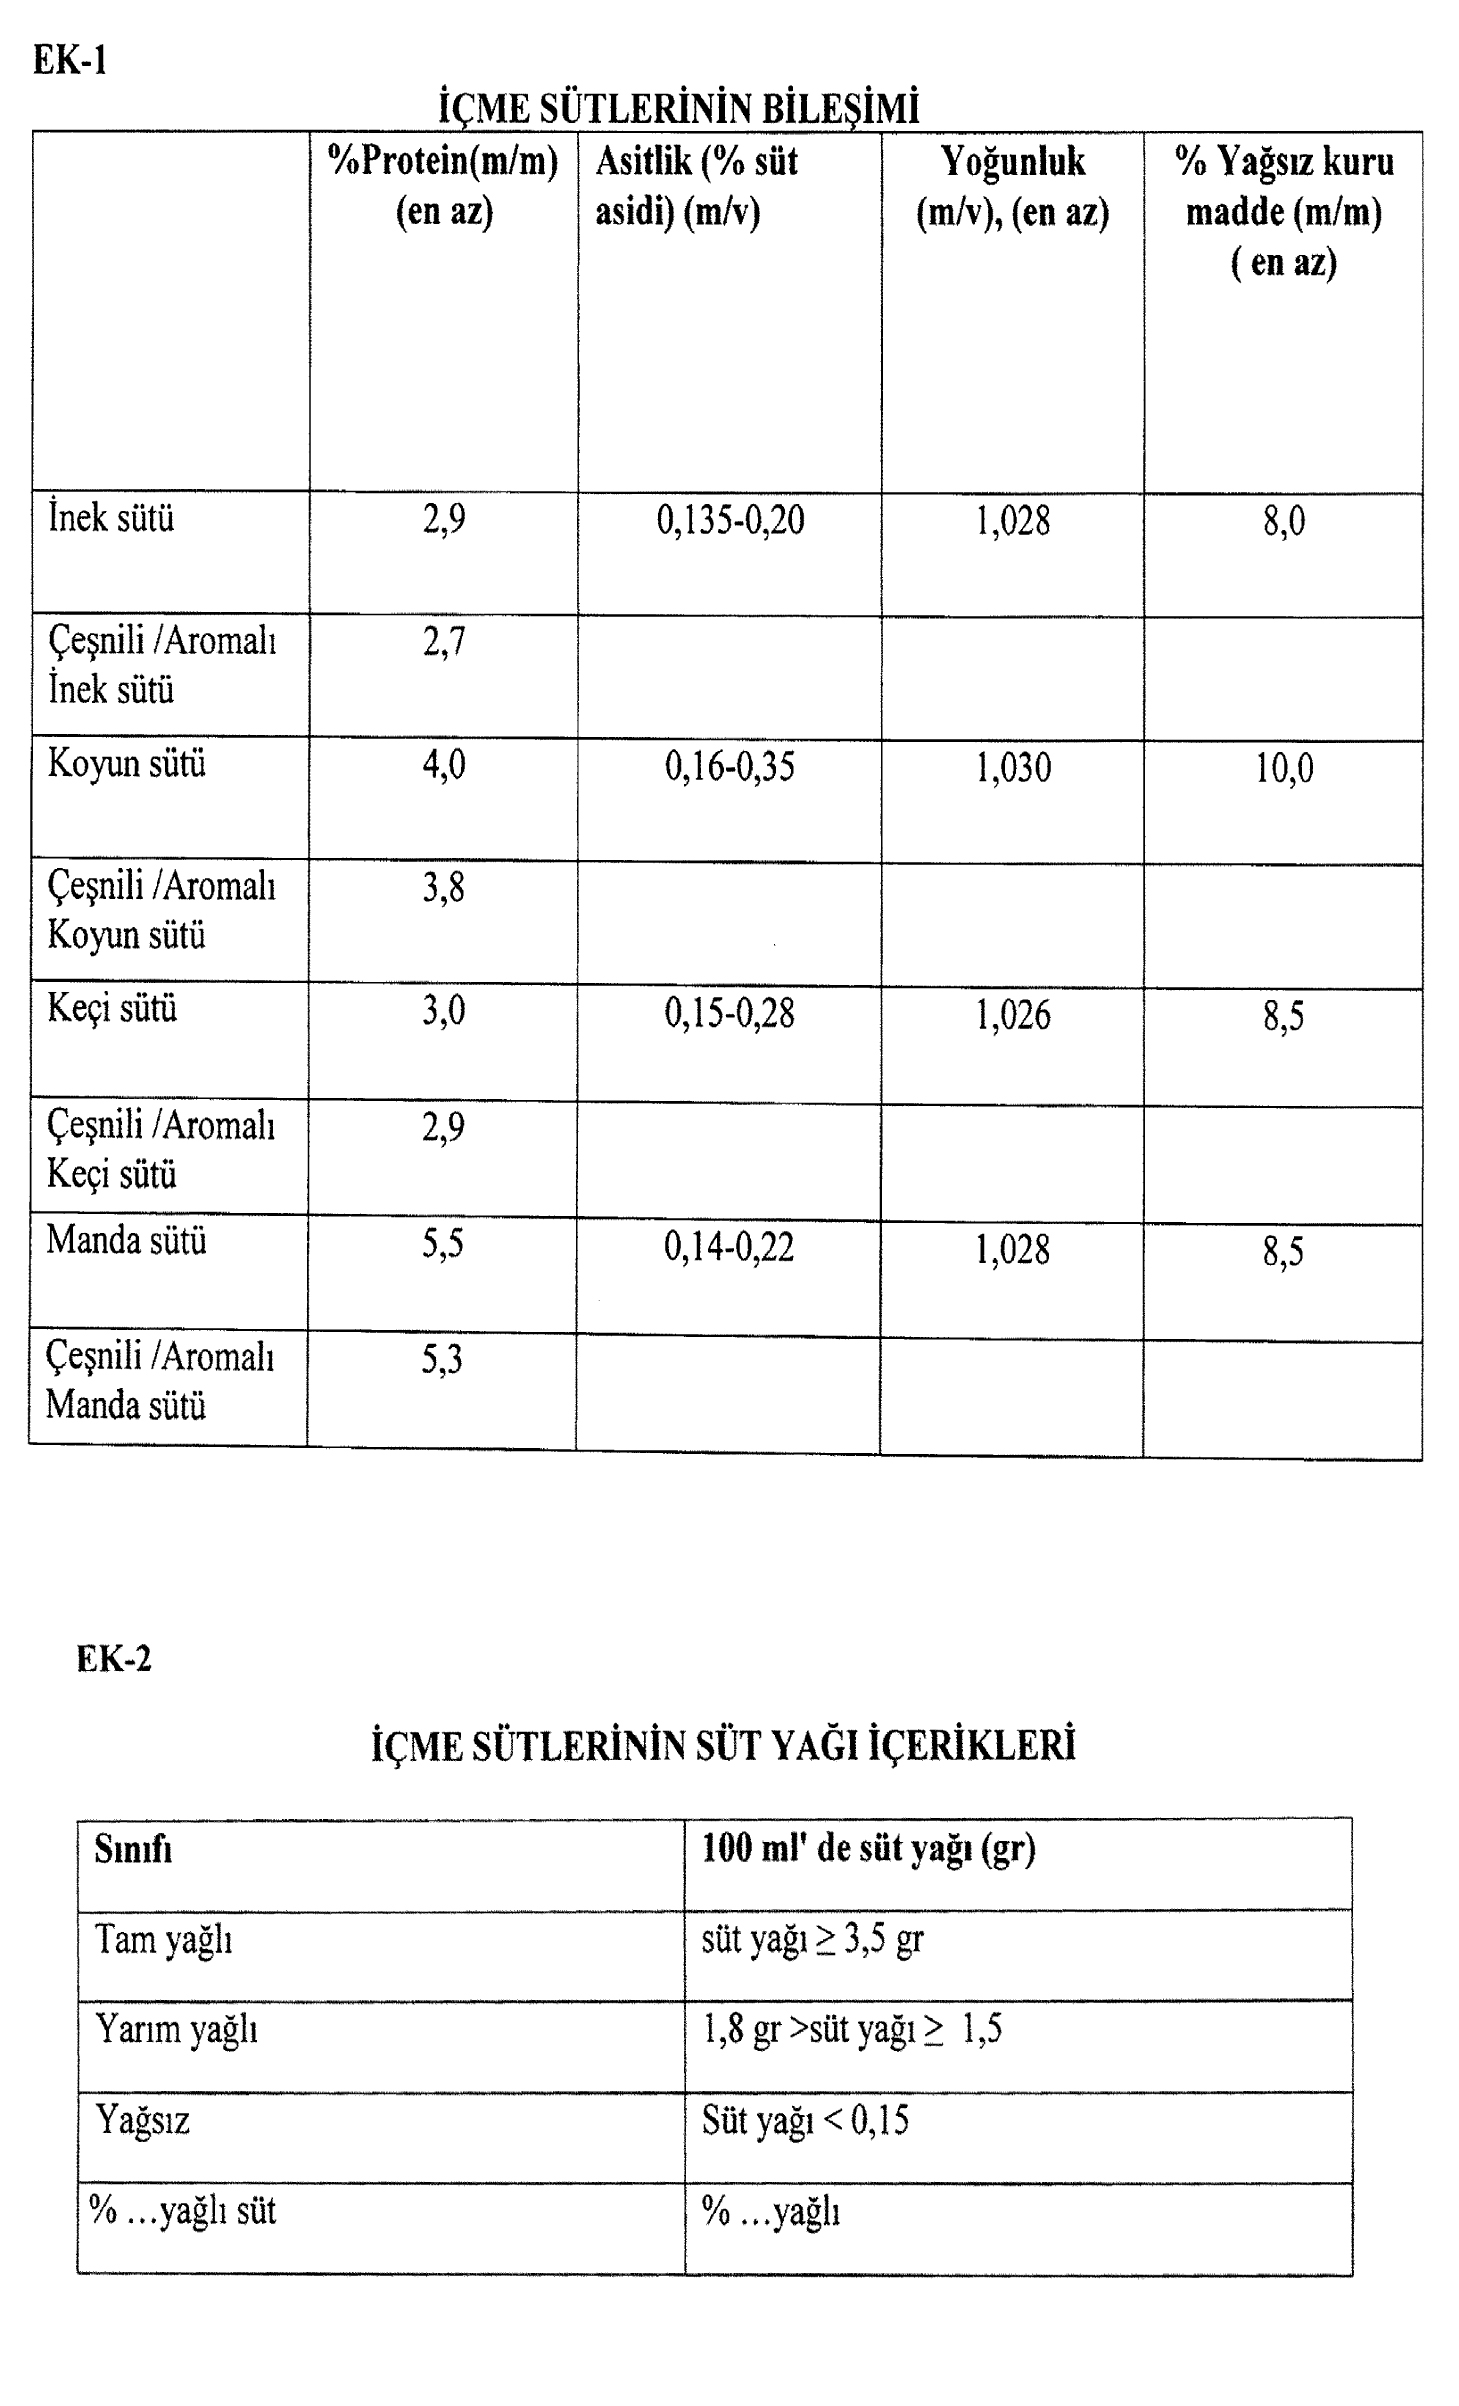 EK-1
İÇME SÜTLERİNİN BİLEŞİMİ
%Protein(m/m) (en az) Asitlik (% süt asidi) (m/v) Yoğunluk (m/v), (en az) % Yağsız kuru madde (m/m) ( en az)
İnek sütü 2,9 0,135-0,20 1,028 8,0
Çeşnili /Aromalı 2,7
İnek sütü
Koyun sütü 4,0 0,16-0,35 1,030 10,0
Çeşnili /Aromalı 3,8
Koyun sütü
Keçi sütü 3,0 0,15-0,28 1,026 8,5
Çeşnili /Aromalı 2,9
Keçi sütü
Manda sütü 5,5 0,14-0,22 1,028 8,5
Çeşnili /Aromalı 5,3
Manda sütü
EK-2
İÇME SÜTLERİNİN SÜT YAĞI İÇERİKLERİ
Sınıfı 100 ml' de süt yağı (gr)
Tam yağlı süt yağı ≥ 3,5 gr
Yarım yağlı 1,8 gr >süt yağı ≥ 1,5
Yağsız Süt yağı < 0,15
% ...yağlı süt % ...yağlı